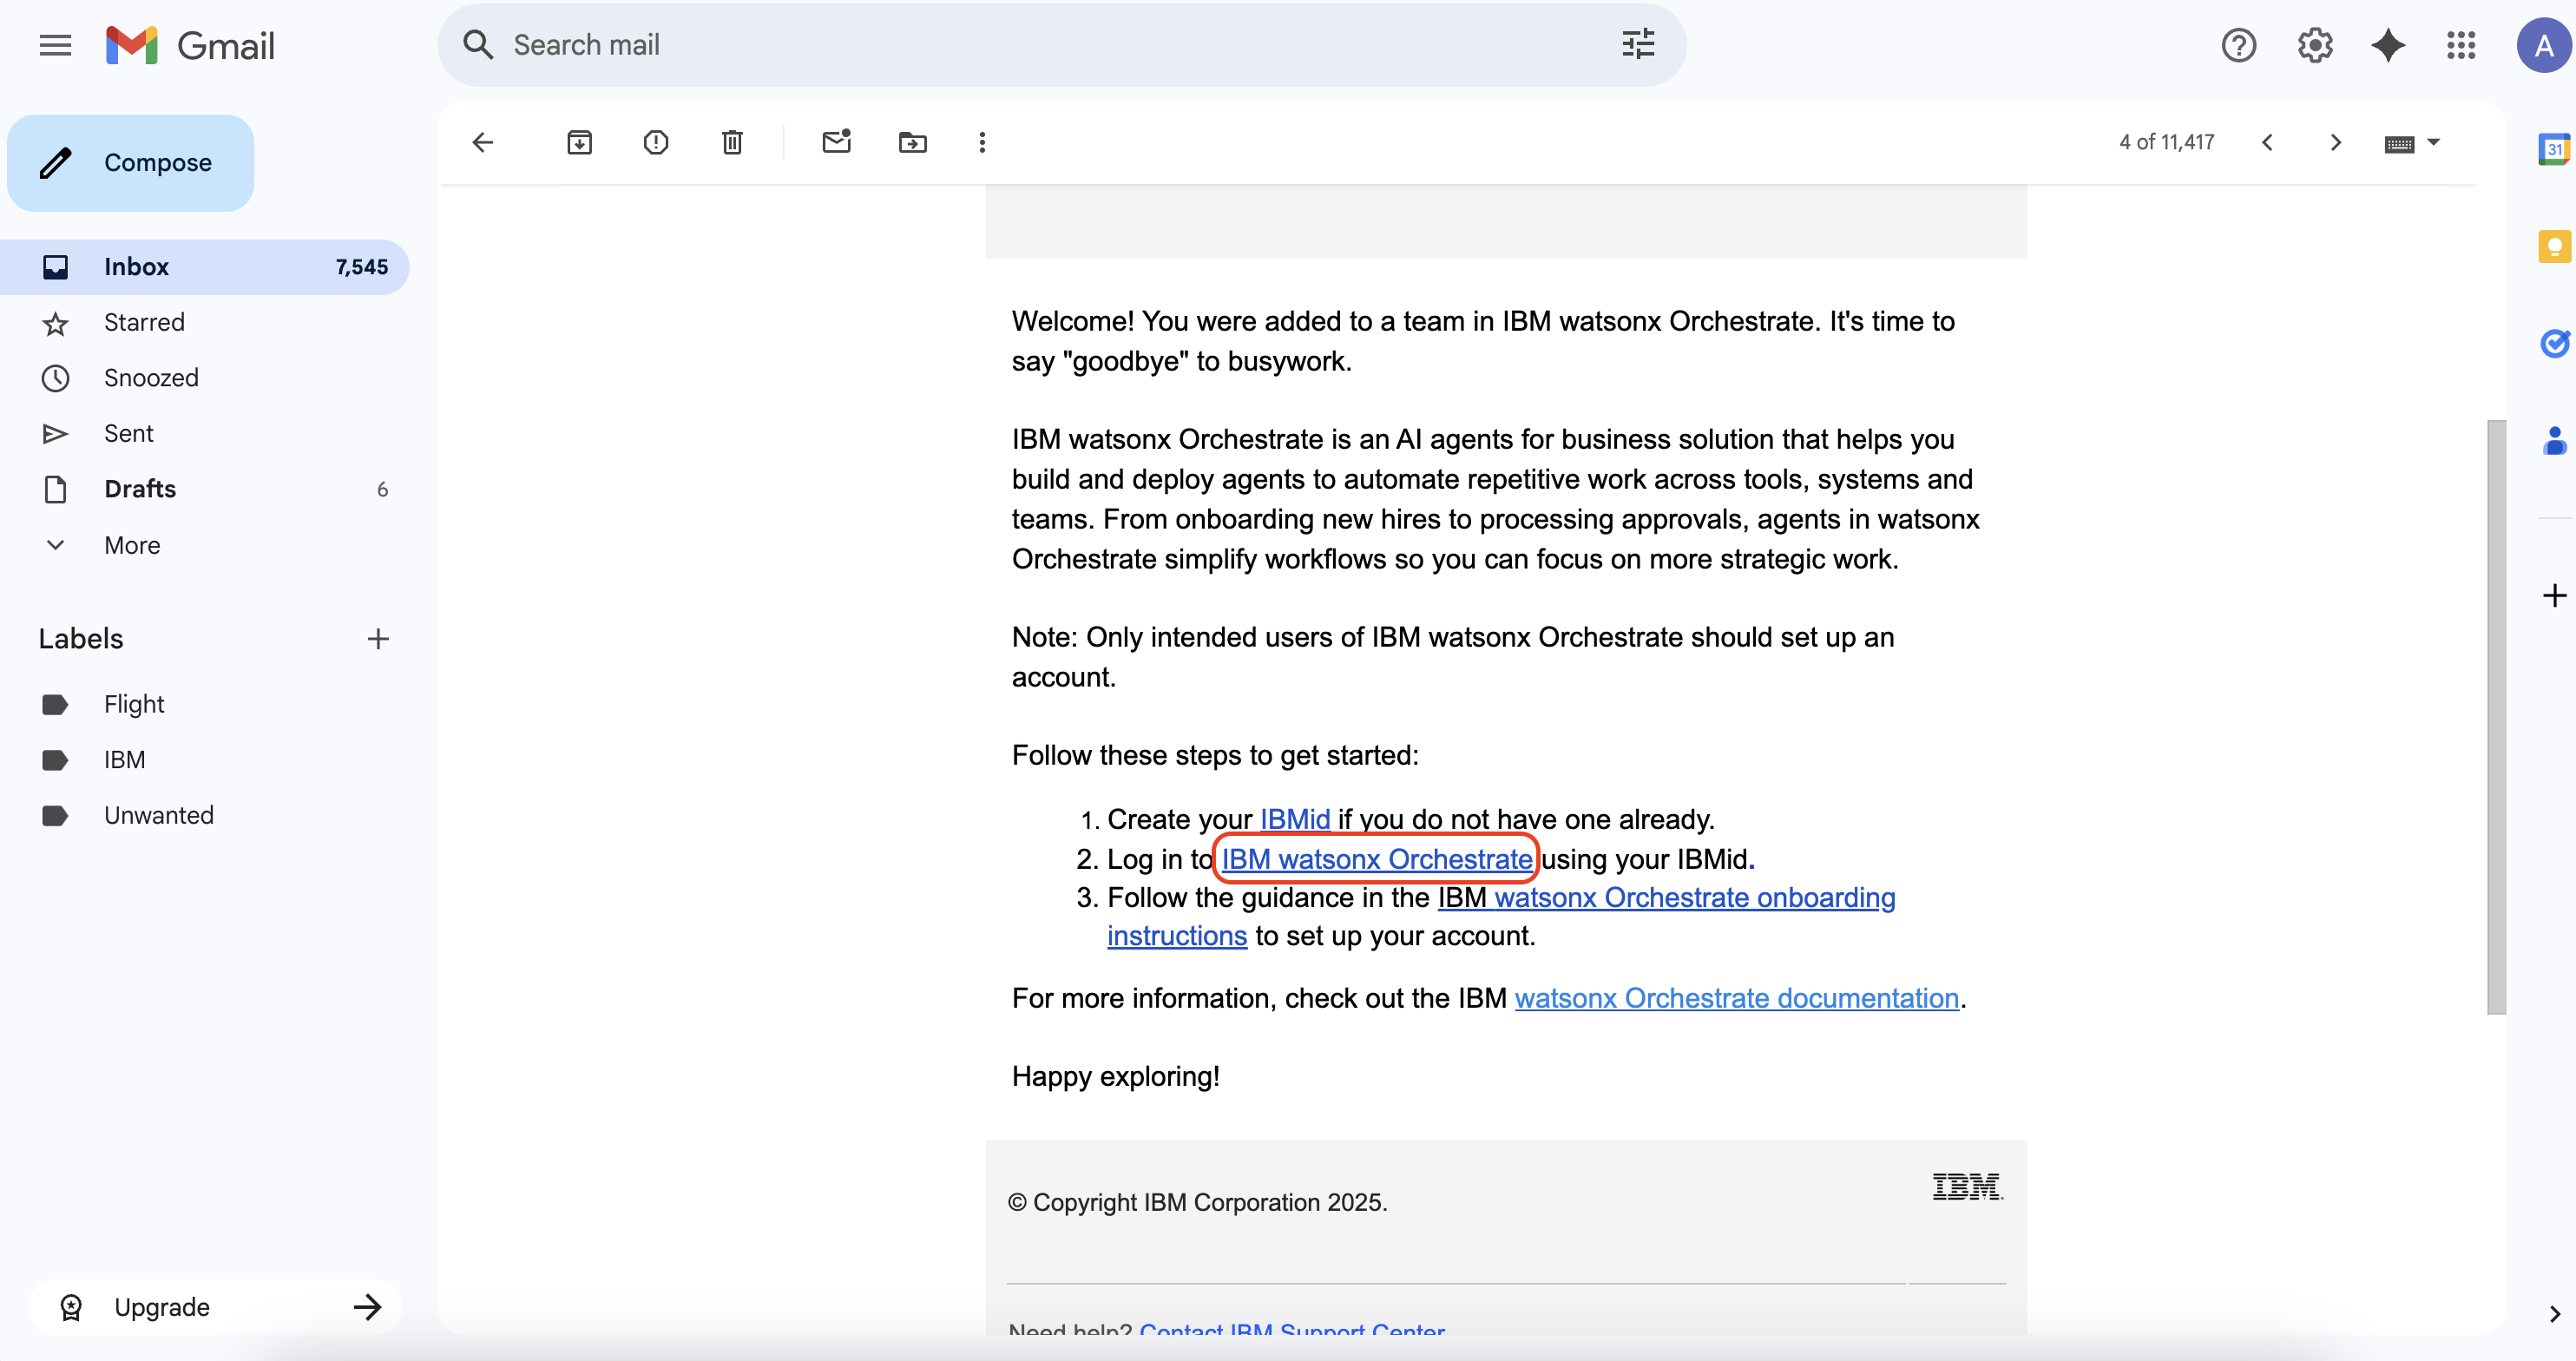 Gmail
Search mail
A
Compose
4 of 11,417
31
Inbox 7,545
Starred
Snoozed
Sent
Drafts 6
More
Labels
Flight
IBM
Unwanted
Upgrade
Welcome! You were added to a team in IBM watsonx Orchestrate. It's time to
say "goodbye" to busywork.
IBM watsonx Orchestrate is an AI agents for business solution that helps you
build and deploy agents to automate repetitive work across tools, systems and
teams. From onboarding new hires to processing approvals, agents in watsonx
Orchestrate simplify workflows so you can focus on more strategic work.
Note: Only intended users of IBM watsonx Orchestrate should set up an
account.
Follow these steps to get started:
1. Create your IBMid if you do not have one already.
2. Log in to IBM watsonx Orchestrate using your IBMid.
3. Follow the guidance in the IBM watsonx Orchestrate onboarding
instructions to set up your account.
For more information, check out the IBM watsonx Orchestrate documentation.
Happy exploring!
© Copyright IBM Corporation 2025.
IBM
Need help? Contact IBM Support Center